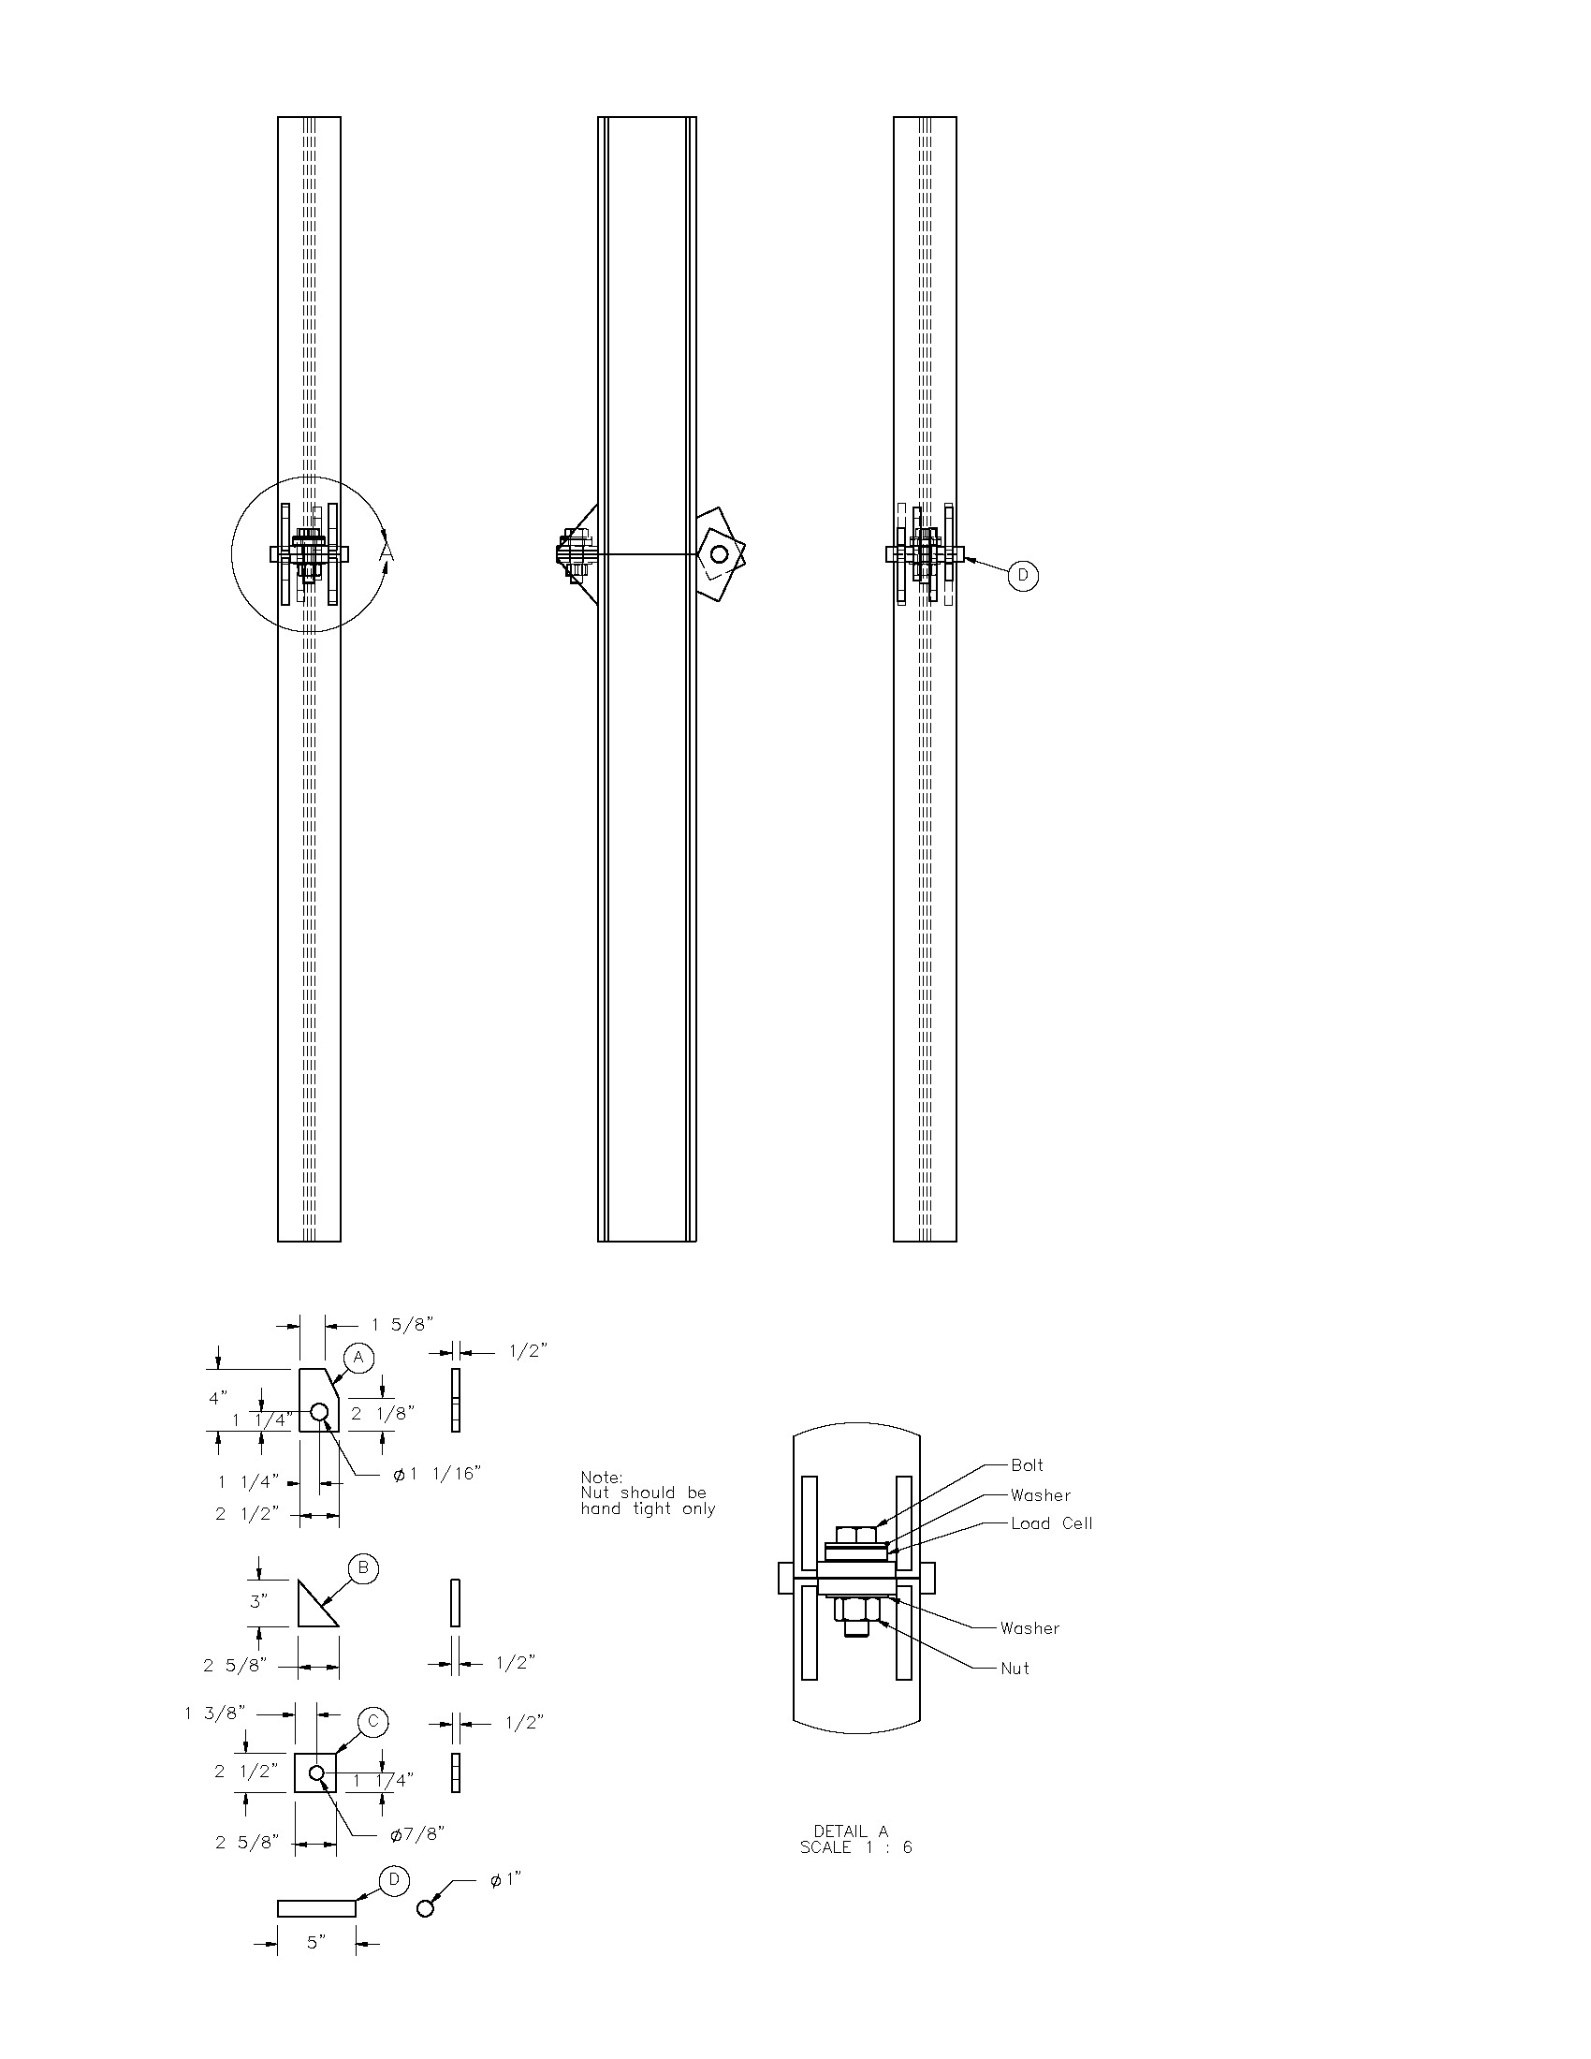 A
D
1 5/8"
A
1/2"
4"
1 1/4"
2 1/8"
1 1/4"
ø1 1/16"
2 1/2"
Note:
Nut should be
hand tight only
Bolt
Washer
Load Cell
Washer
Nut
B
3"
2 5/8"
1/2"
1 3/8"
C
1/2"
2 1/2"
1 1/4"
ø7/8"
2 5/8"
DETAIL A
SCALE 1 : 6
D
ø1"
5"